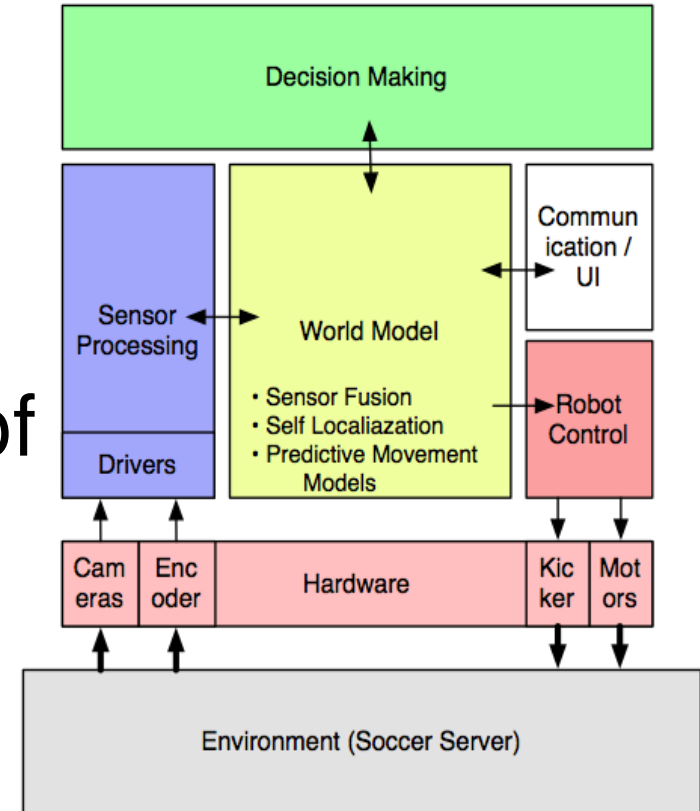 Decision Making
Commun
ication /
UI
Sensor
Processing
World Model
• Sensor Fusion
• Self Localiazation
• Predictive Movement
Models
Robot
Control
of
Drivers
Cam
eras
Enc
oder
Hardware
Kic
ker
Mot
ors
Environment (Soccer Server)